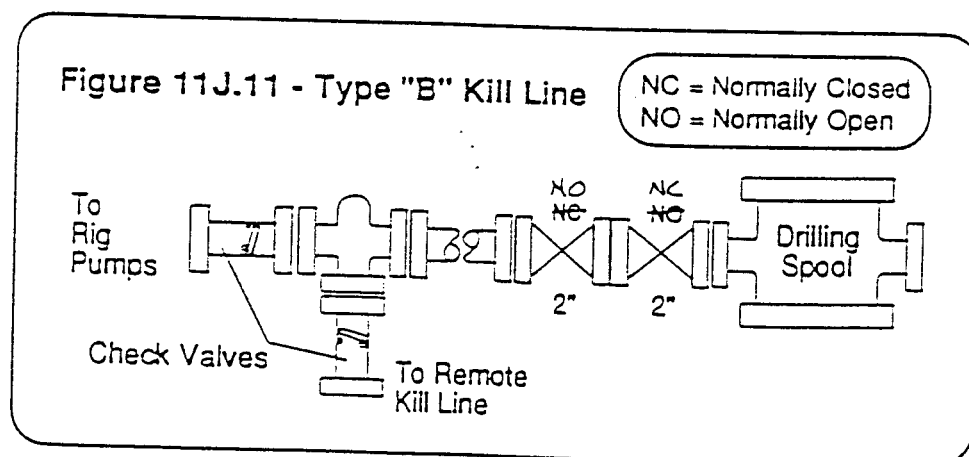 Figure 11J.11 - Type "B" Kill Line
NC = Normally Closed
NO = Normally Open
To
Rig
Pumps
NO
NC
NC
NO
2"
2"
Drilling
Spool
Check Valves
To Remote
Kill Line